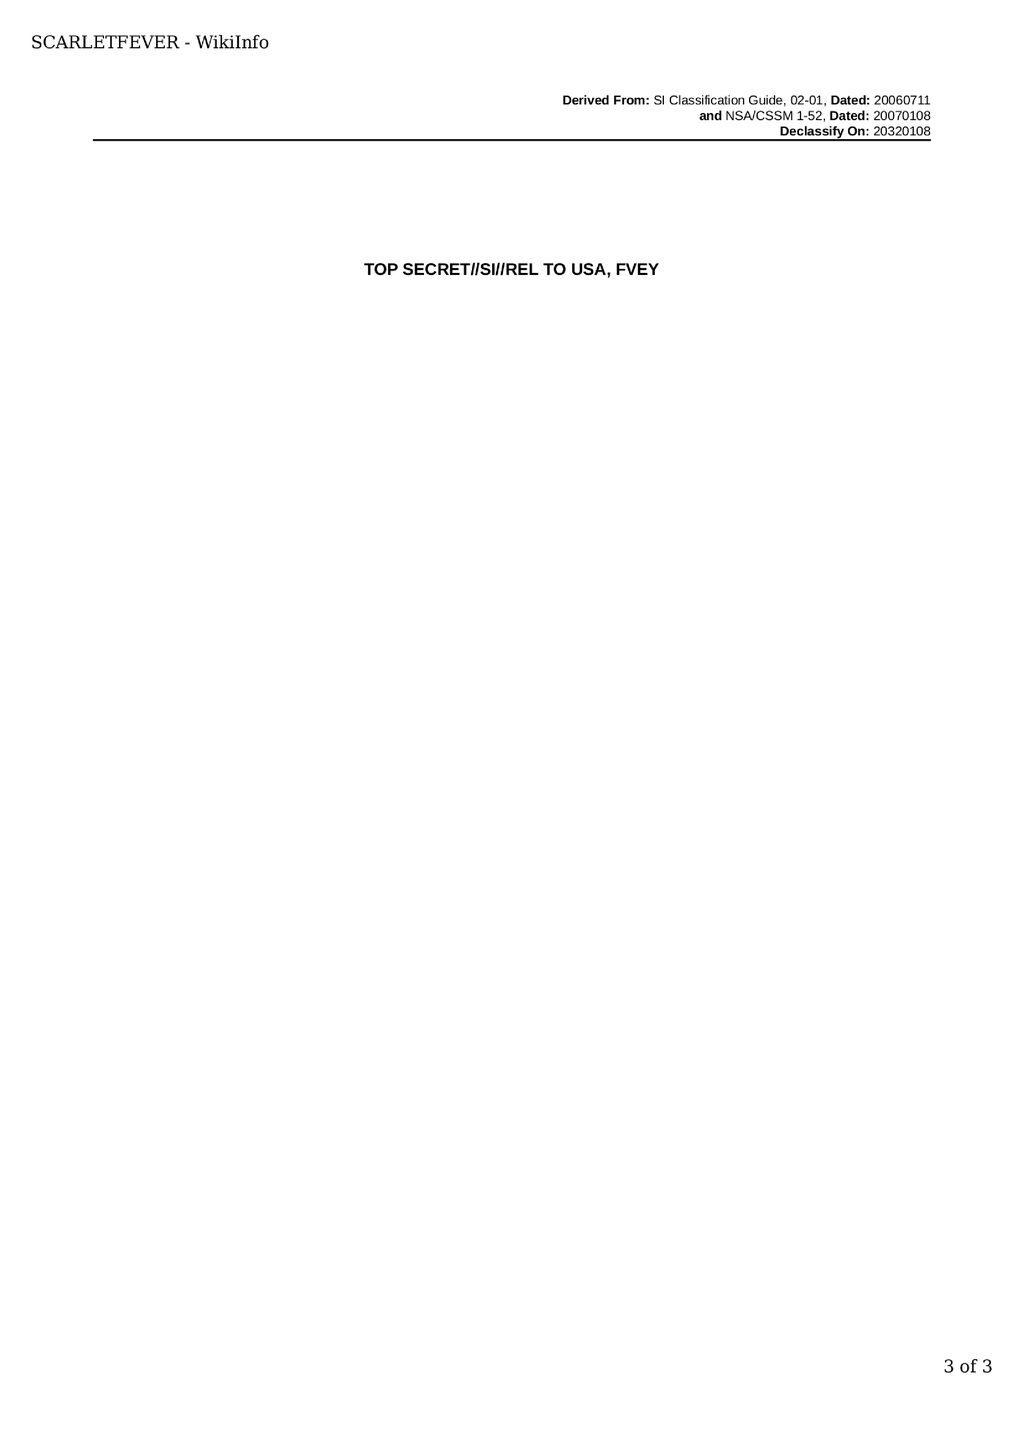 SCARLETFEVER - WikiInfo
Derived From: SI Classification Guide, 02-01, Dated: 20060711
and NSA/CSSM 1-52, Dated: 20070108
Declassify On: 20320108
TOP SECRET//SI//REL TO USA, FVEY
3 of 3